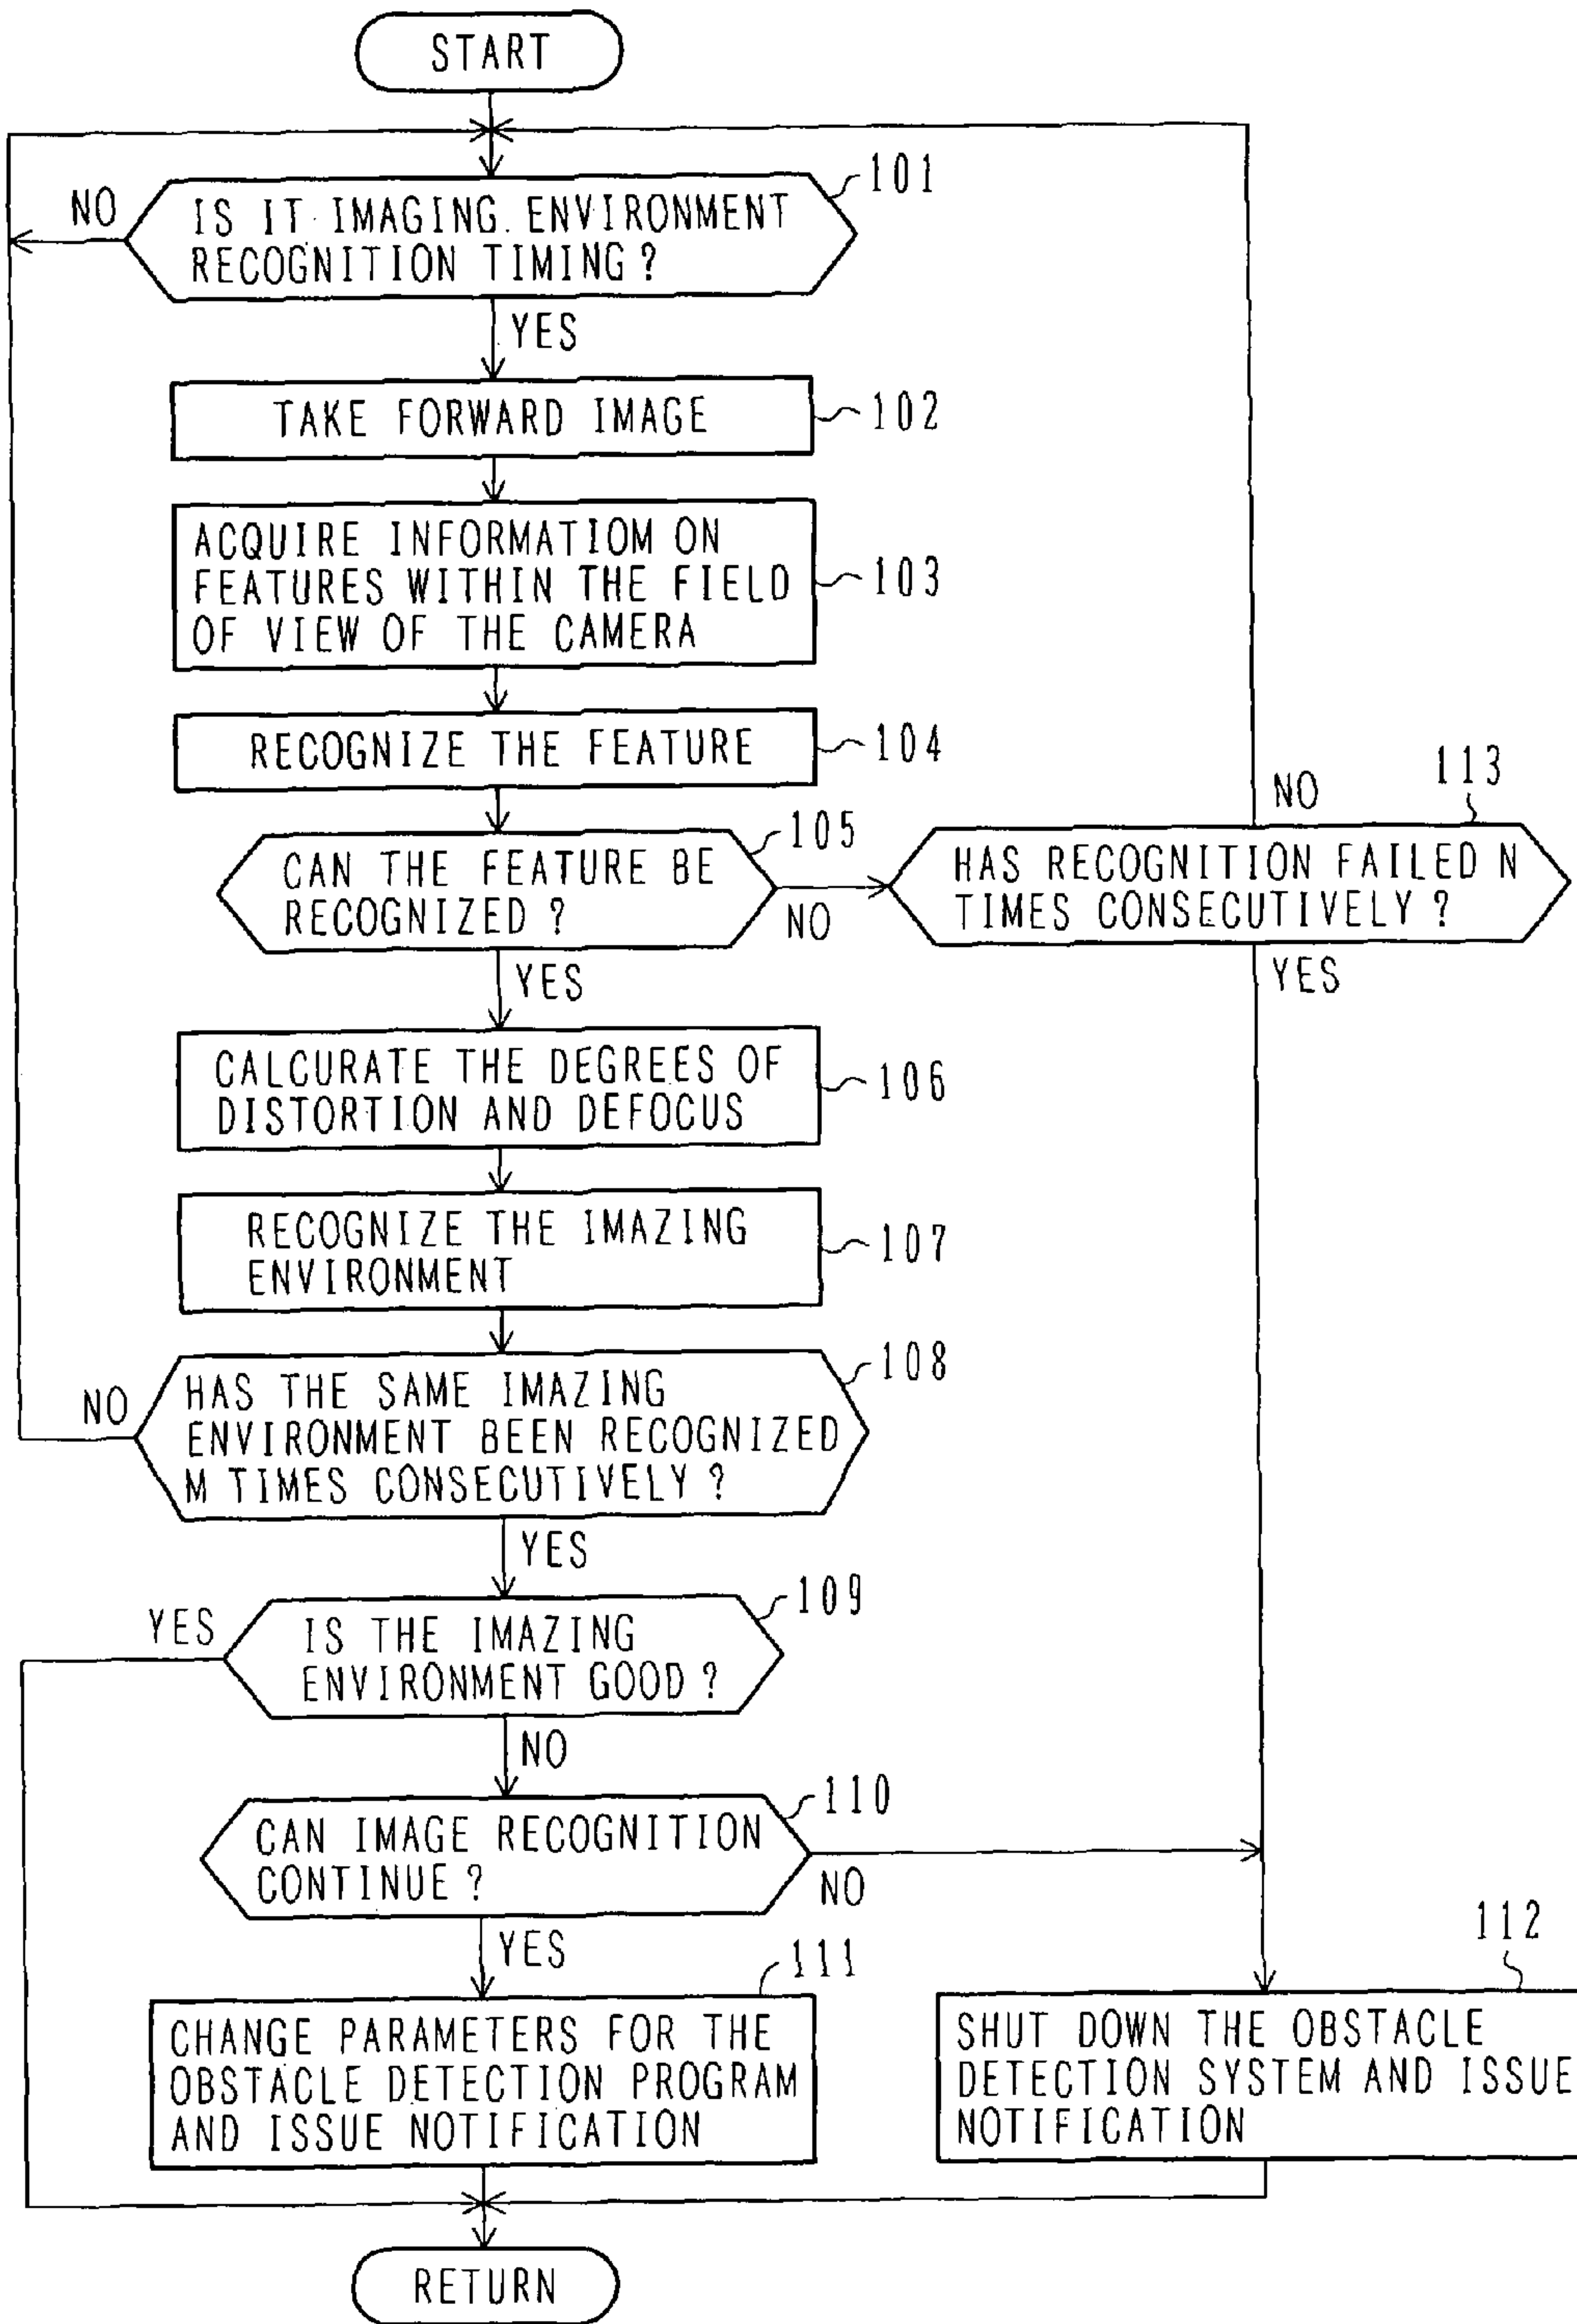 START
101
NO
IS IT IMAGING ENVIRONMENT
RECOGNITION TIMING?
YES
TAKE FORWARD IMAGE
102
ACQUIRE INFORMATIOM ON
FEATURES WITHIN THE FIELD
OF VIEW OF THE CAMERA
103
RECOGNIZE THE FEATURE
104
105
CAN THE FEATURE BE
RECOGNIZED?
NO
YES
113
NO
HAS RECOGNITION FAILED N
TIMES CONSECUTIVELY?
YES
CALCURATE THE DEGREES OF
DISTORTION AND DEFOCUS
106
RECOGNIZE THE IMAZING
ENVIRONMENT
107
108
NO
HAS THE SAME IMAZING
ENVIRONMENT BEEN RECOGNIZED
M TIMES CONSECUTIVELY?
YES
109
YES
IS THE IMAZING
ENVIRONMENT GOOD?
NO
110
CAN IMAGE RECOGNITION
CONTINUE?
NO
YES
111
CHANGE PARAMETERS FOR THE
OBSTACLE DETECTION PROGRAM
AND ISSUE NOTIFICATION
112
SHUT DOWN THE OBSTACLE
DETECTION SYSTEM AND ISSUE
NOTIFICATION
RETURN